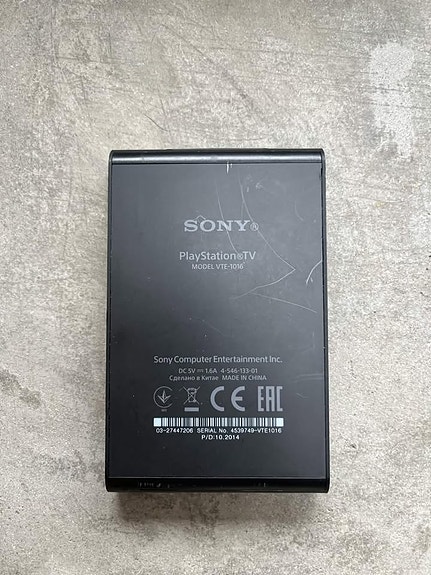 SONY®
PlayStation®TV
MODEL VTE-1016
Sony Computer Entertainment Inc.
DC 5V ⎓ 1.6A 4-546-133-01
Сделано в Китае MADE IN CHINA
CE EAC
03-27447206 SERIAL No. 4539749-VTE1016
P/D:10.2014